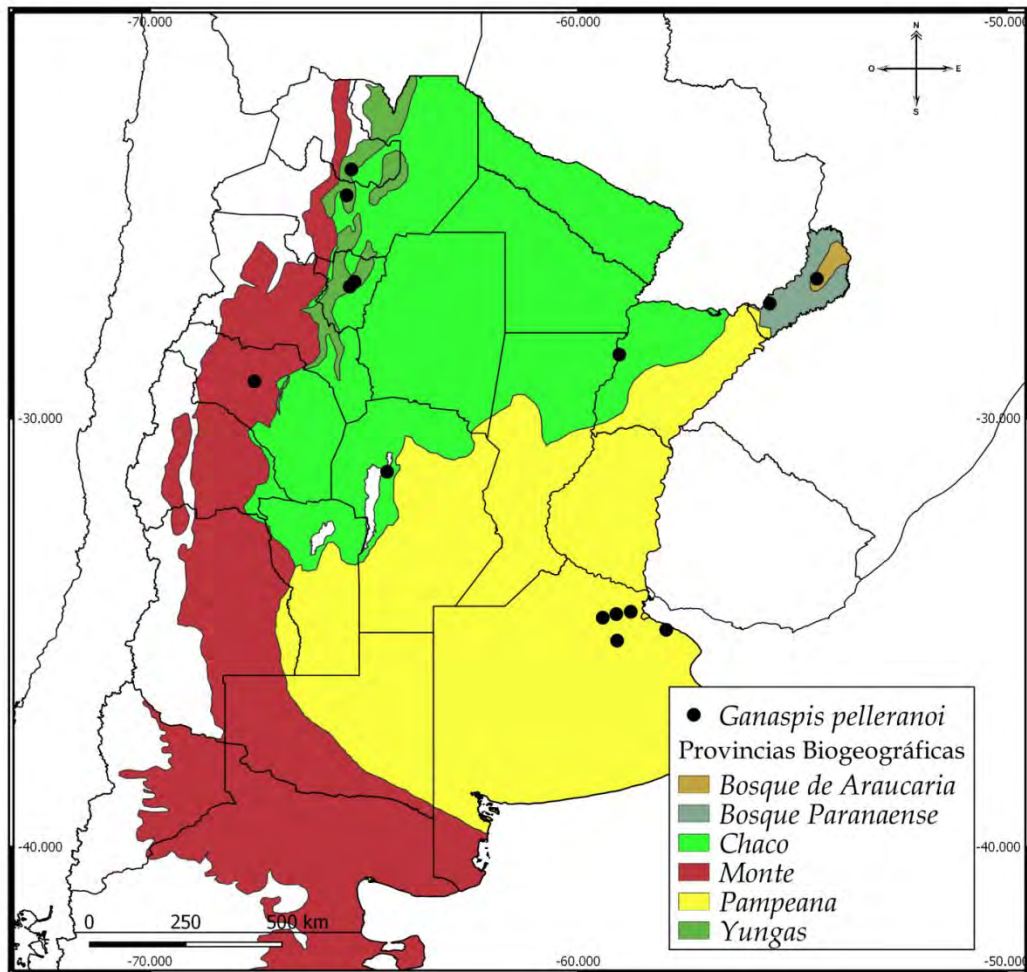 -70.000
-60.000
-50.000
N
O
E
S
-30.000
-30.000
Ganaspis pelleranoi
Provincias Biogeográficas
Bosque de Araucaria
Bosque Paranaense
Chaco
Monte
Pampeana
Yungas
-40.000
-40.000
0
250
500 km
-70.000
-60.000
-50.000